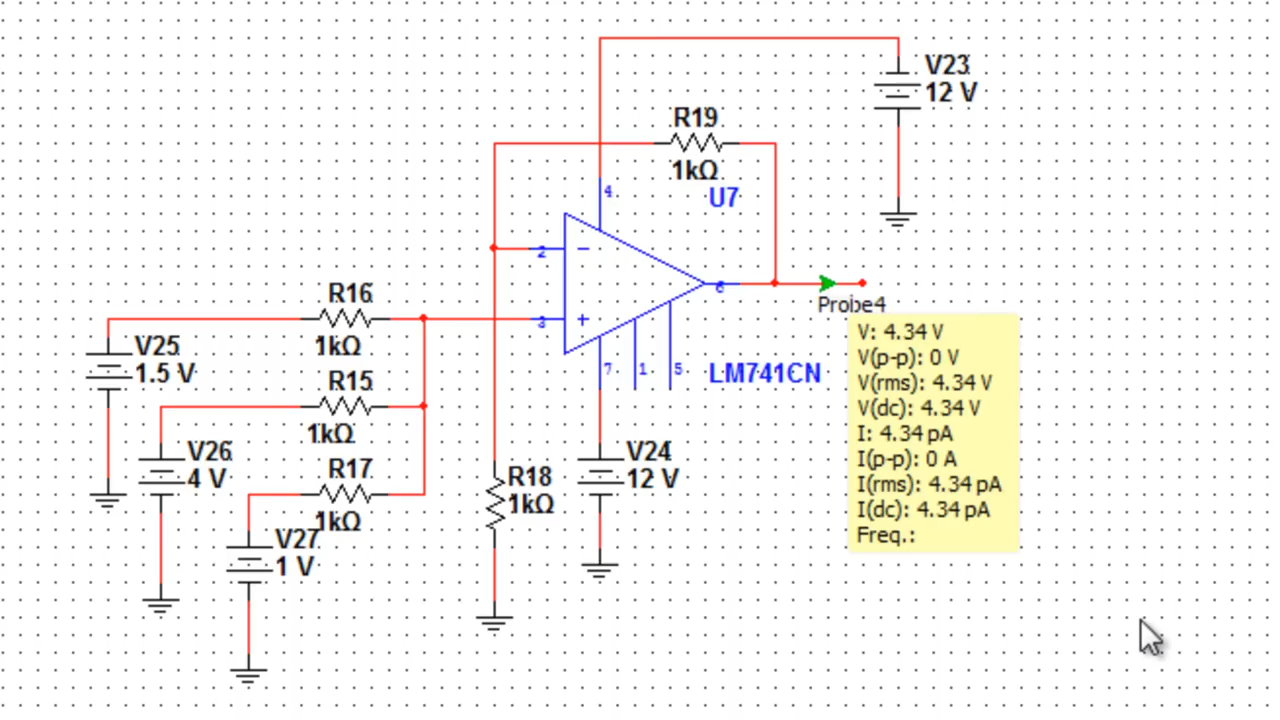 V23
12 V
R19
1kΩ
U7
4
2
6
3
7
1
5
LM741CN
Probe4
V: 4.34 V
V(p-p): 0 V
V(rms): 4.34 V
V(dc): 4.34 V
I: 4.34 pA
I(p-p): 0 A
I(rms): 4.34 pA
I(dc): 4.34 pA
Freq.:
R16
1kΩ
V25
1.5 V
R15
1kΩ
V26
4 V
R17
1kΩ
V27
1 V
R18
1kΩ
V24
12 V